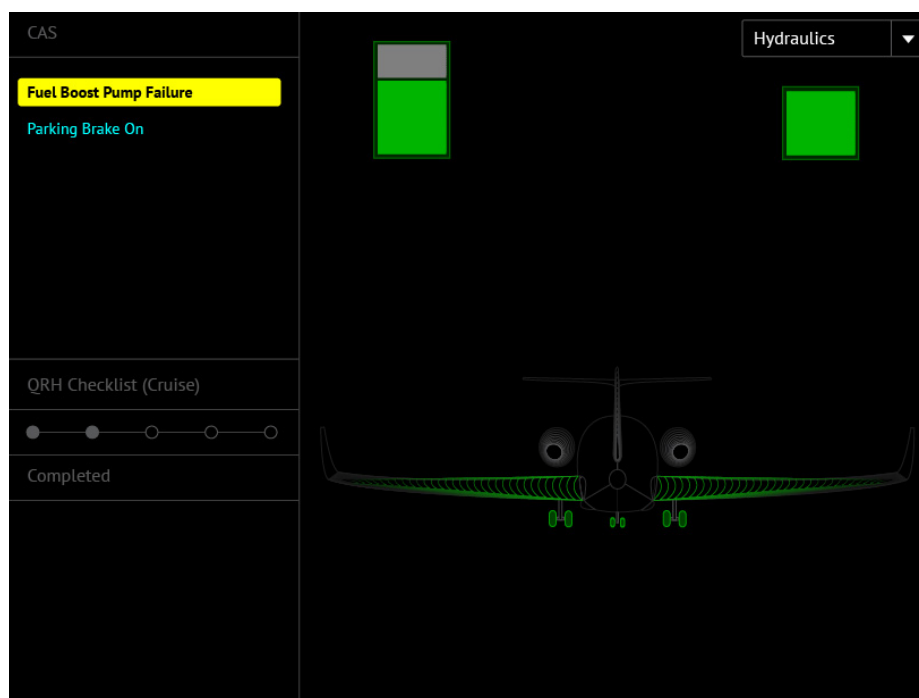 CAS
Hydraulics
Fuel Boost Pump Failure
Parking Brake On
QRH Checklist (Cruise)
Completed